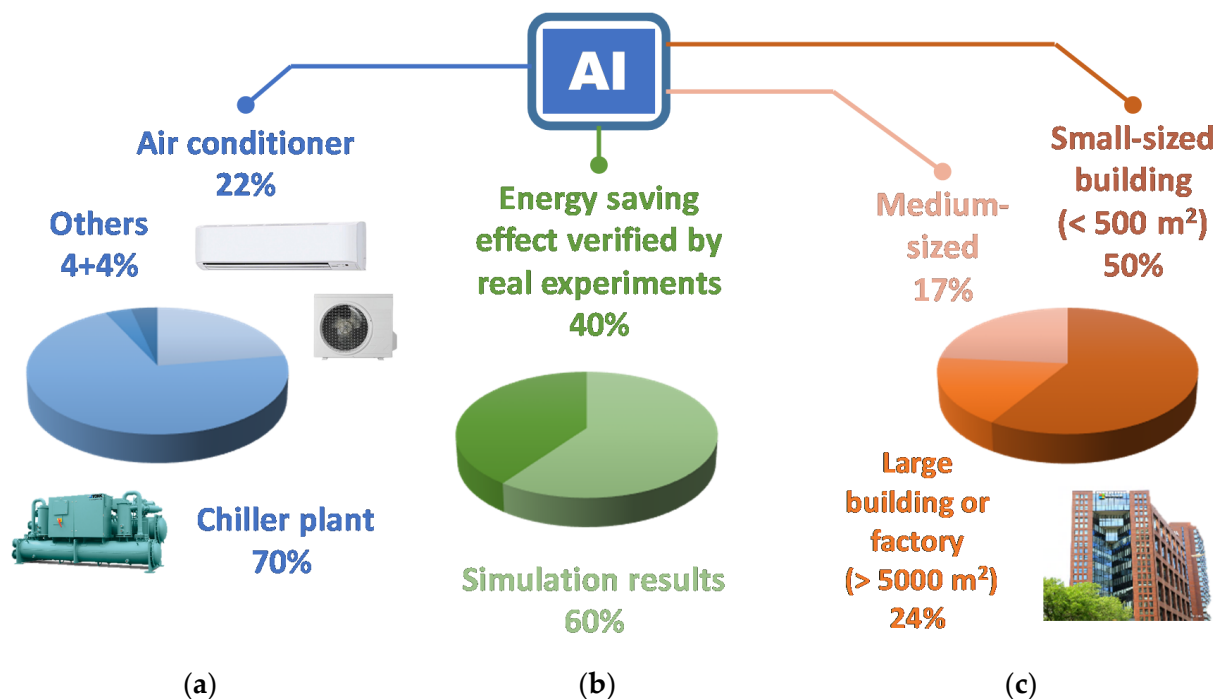 AI
Air conditioner
22%
Others
4+4%
Chiller plant
70%
Energy saving
effect verified by
real experiments
40%
Simulation results
60%
Medium-
sized
17%
Small-sized
building
(< 500 m²)
50%
Large
building or
factory
(> 5000 m²)
24%
(a)
(b)
(c)